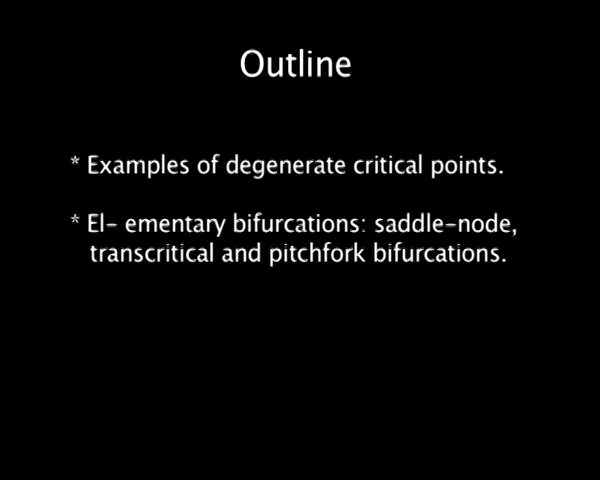 Outline
* Examples of degenerate critical points.
* El- ementary bifurcations: saddle-node,
transcritical and pitchfork bifurcations.